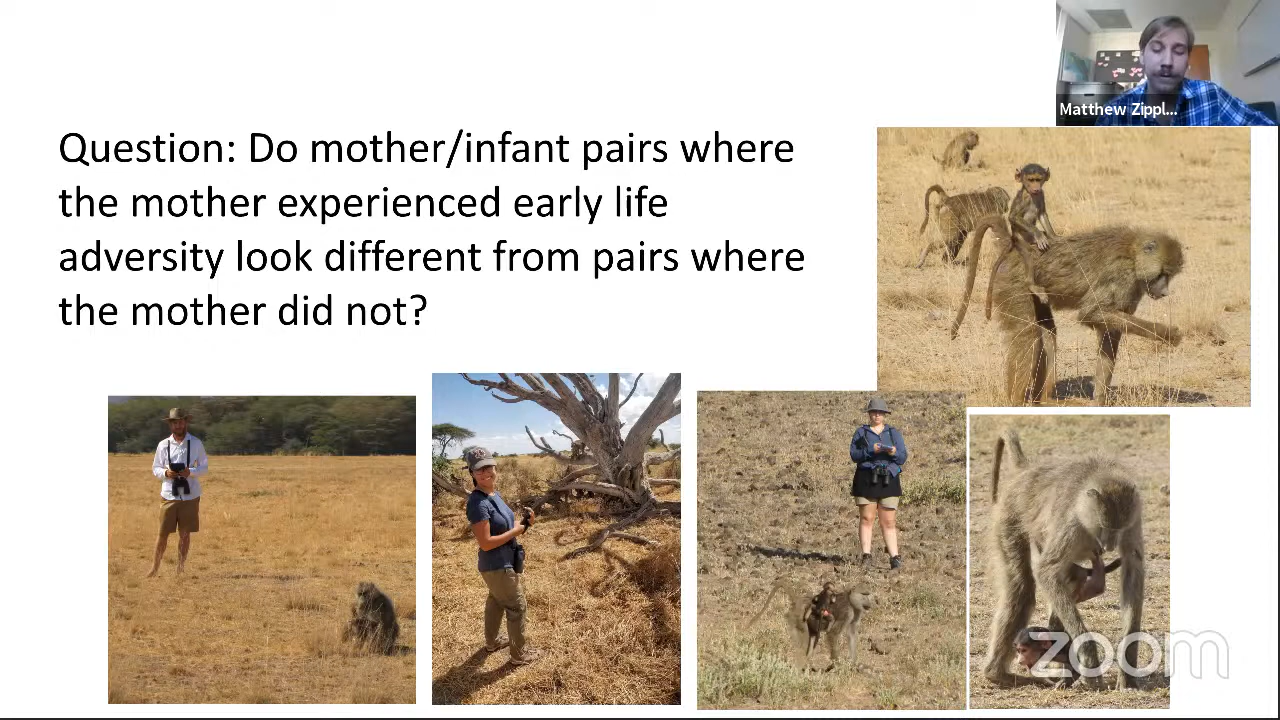 Matthew Zippl...
Question: Do mother/infant pairs where
the mother experienced early life
adversity look different from pairs where
the mother did not?
zoom